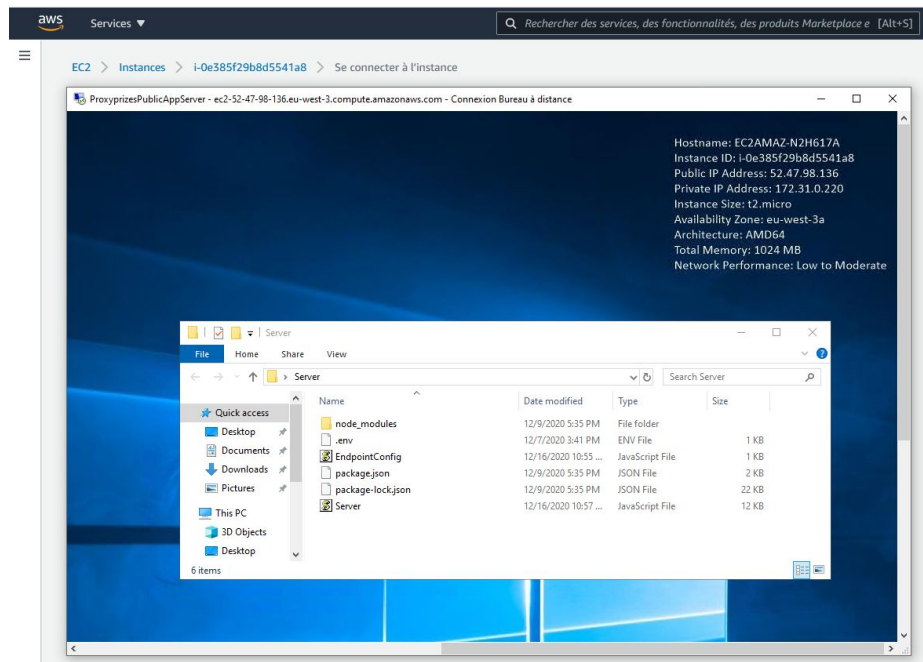 aws Services ▼ Rechercher des services, des fonctionnalités, des produits Marketplace e [Alt+S]
EC2 > Instances > i-0e385f29b8d5541a8 > Se connecter à l'instance
ProxyprizesPublicAppServer - ec2-52-47-98-136.eu-west-3.compute.amazonaws.com - Connexion Bureau à distance
Hostname: EC2AMAZ-N2H617A
Instance ID: i-0e385f29b8d5541a8
Public IP Address: 52.47.98.136
Private IP Address: 172.31.0.220
Instance Size: t2.micro
Availability Zone: eu-west-3a
Architecture: AMD64
Total Memory: 1024 MB
Network Performance: Low to Moderate
Server
File Home Share View
Server Search Server
Name Date modified Type Size
Quick access
Desktop
Documents
Downloads
Pictures
This PC
3D Objects
Desktop
node_modules 12/9/2020 5:35 PM File folder
.env 12/7/2020 3:41 PM ENV File 1 KB
EndpointConfig 12/16/2020 10:55 ... JavaScript File 1 KB
package.json 12/9/2020 5:35 PM JSON File 2 KB
package-lock.json 12/9/2020 5:35 PM JSON File 22 KB
Server 12/16/2020 10:57 ... JavaScript File 12 KB
6 items